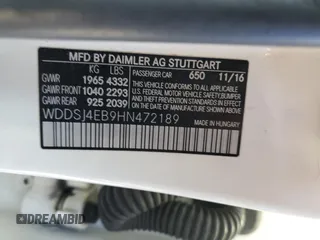 MFD BY DAIMLER AG STUTTGART
KG LBS PASSENGER CAR 650 11/16
GVWR 1965 4332
GAWR FRONT 1040 2293
GAWR REAR 925 2039
THIS VEHICLE CONFORMS TO ALL
APPLICABLE U.S. FEDERAL MOTOR
VEHICLE SAFETY, BUMPER, AND
THEFT PREVENTION STANDARDS
IN EFFECT ON THE DATE OF
MANUFACTURE SHOWN ABOVE
WDDSJ4EB9HN472189
MADE IN HUNGARY
DREAMBID